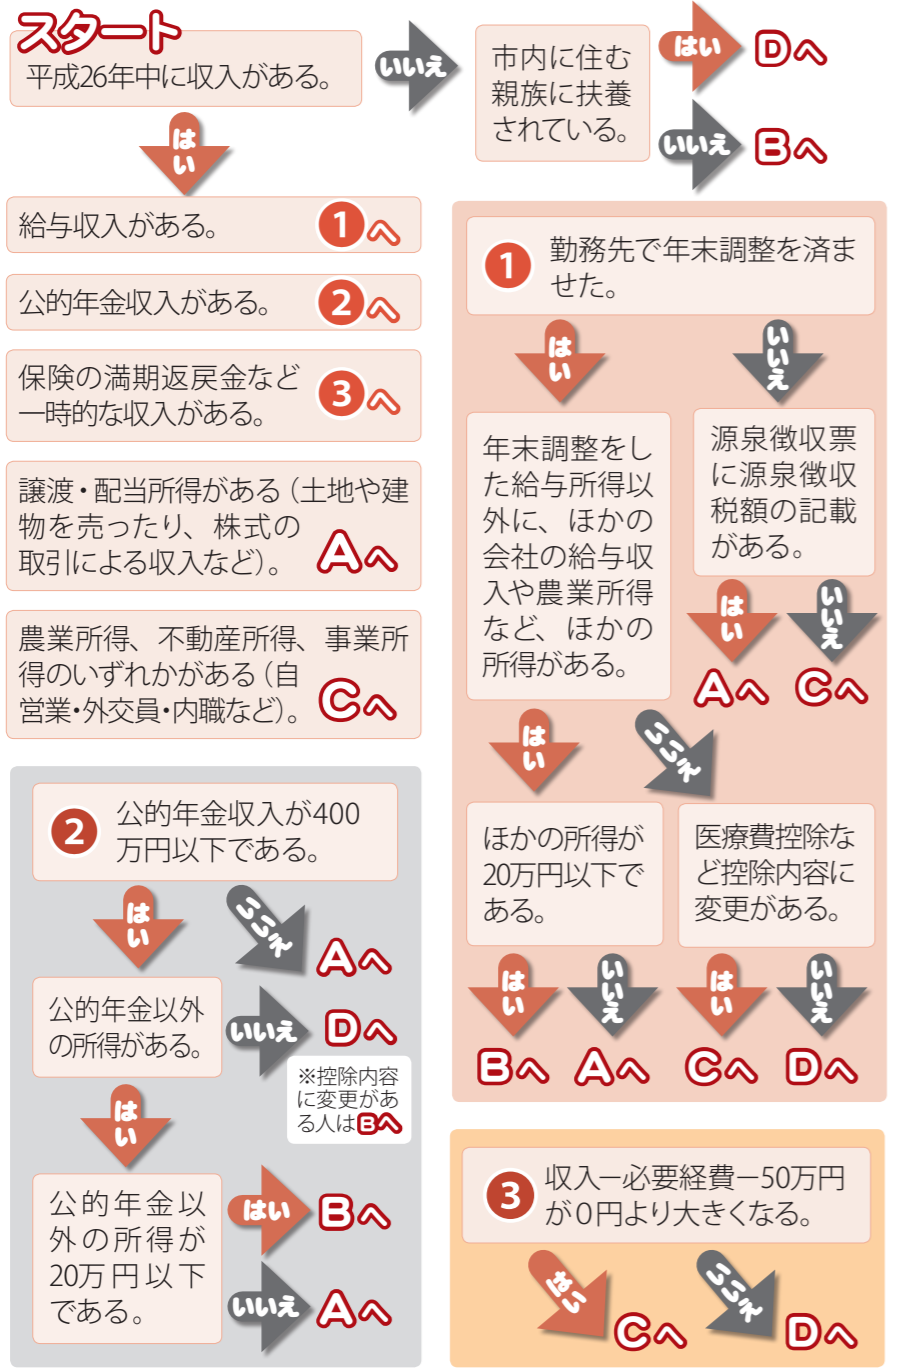 スタート
平成26年中に収入がある。
いいえ
市内に住む
親族に扶養
されている。
はい
Dへ
いいえ
Bへ
はい
給与収入がある。 1へ
公的年金収入がある。 2へ
保険の満期返戻金など
一時的な収入がある。 3へ
譲渡・配当所得がある（土地や建
物を売ったり、株式の
取引による収入など）。 Aへ
農業所得、不動産所得、事業所
得のいずれかがある（自
営業・外交員・内職など）。 Cへ
1 勤務先で年末調整を済ま
せた。
はい
いいえ
年末調整をし
た給与所得以
外に、ほかの
会社の給与収
入や農業所得
など、ほかの
所得がある。
源泉徴収票
に源泉徴収
税額の記載
がある。
はい
いいえ
Aへ
Cへ
はい
いいえ
ほかの所得が
20万円以下で
ある。
医療費控除な
ど控除内容に
変更がある。
はい
いいえ
はい
いいえ
Bへ
Aへ
Cへ
Dへ
2 公的年金収入が400
万円以下である。
はい
いいえ
Aへ
公的年金以外
の所得がある。
いいえ
Dへ
※控除内容
に変更があ
る人はBへ
はい
公的年金以
外の所得が
20万円以下
である。
はい
Bへ
いいえ
Aへ
3 収入−必要経費−50万円
が０円より大きくなる。
はい
いいえ
Cへ
Dへ